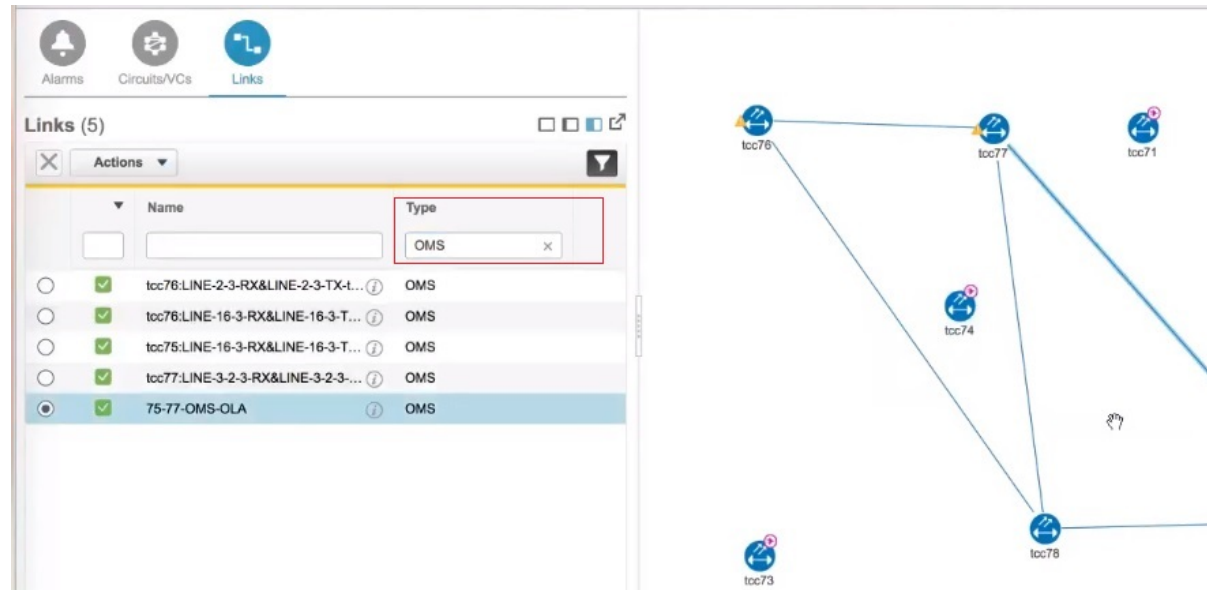 Alarms
Circuits/VCs
Links
Links (5)
Actions
Name
Type
OMS
tcc76:LINE-2-3-RX&LINE-2-3-TX-t... OMS
tcc76:LINE-16-3-RX&LINE-16-3-T... OMS
tcc75:LINE-16-3-RX&LINE-16-3-T... OMS
tcc77:LINE-3-2-3-RX&LINE-3-2-3-... OMS
75-77-OMS-OLA OMS
tcc76
tcc77
tcc71
tcc74
tcc78
tcc73